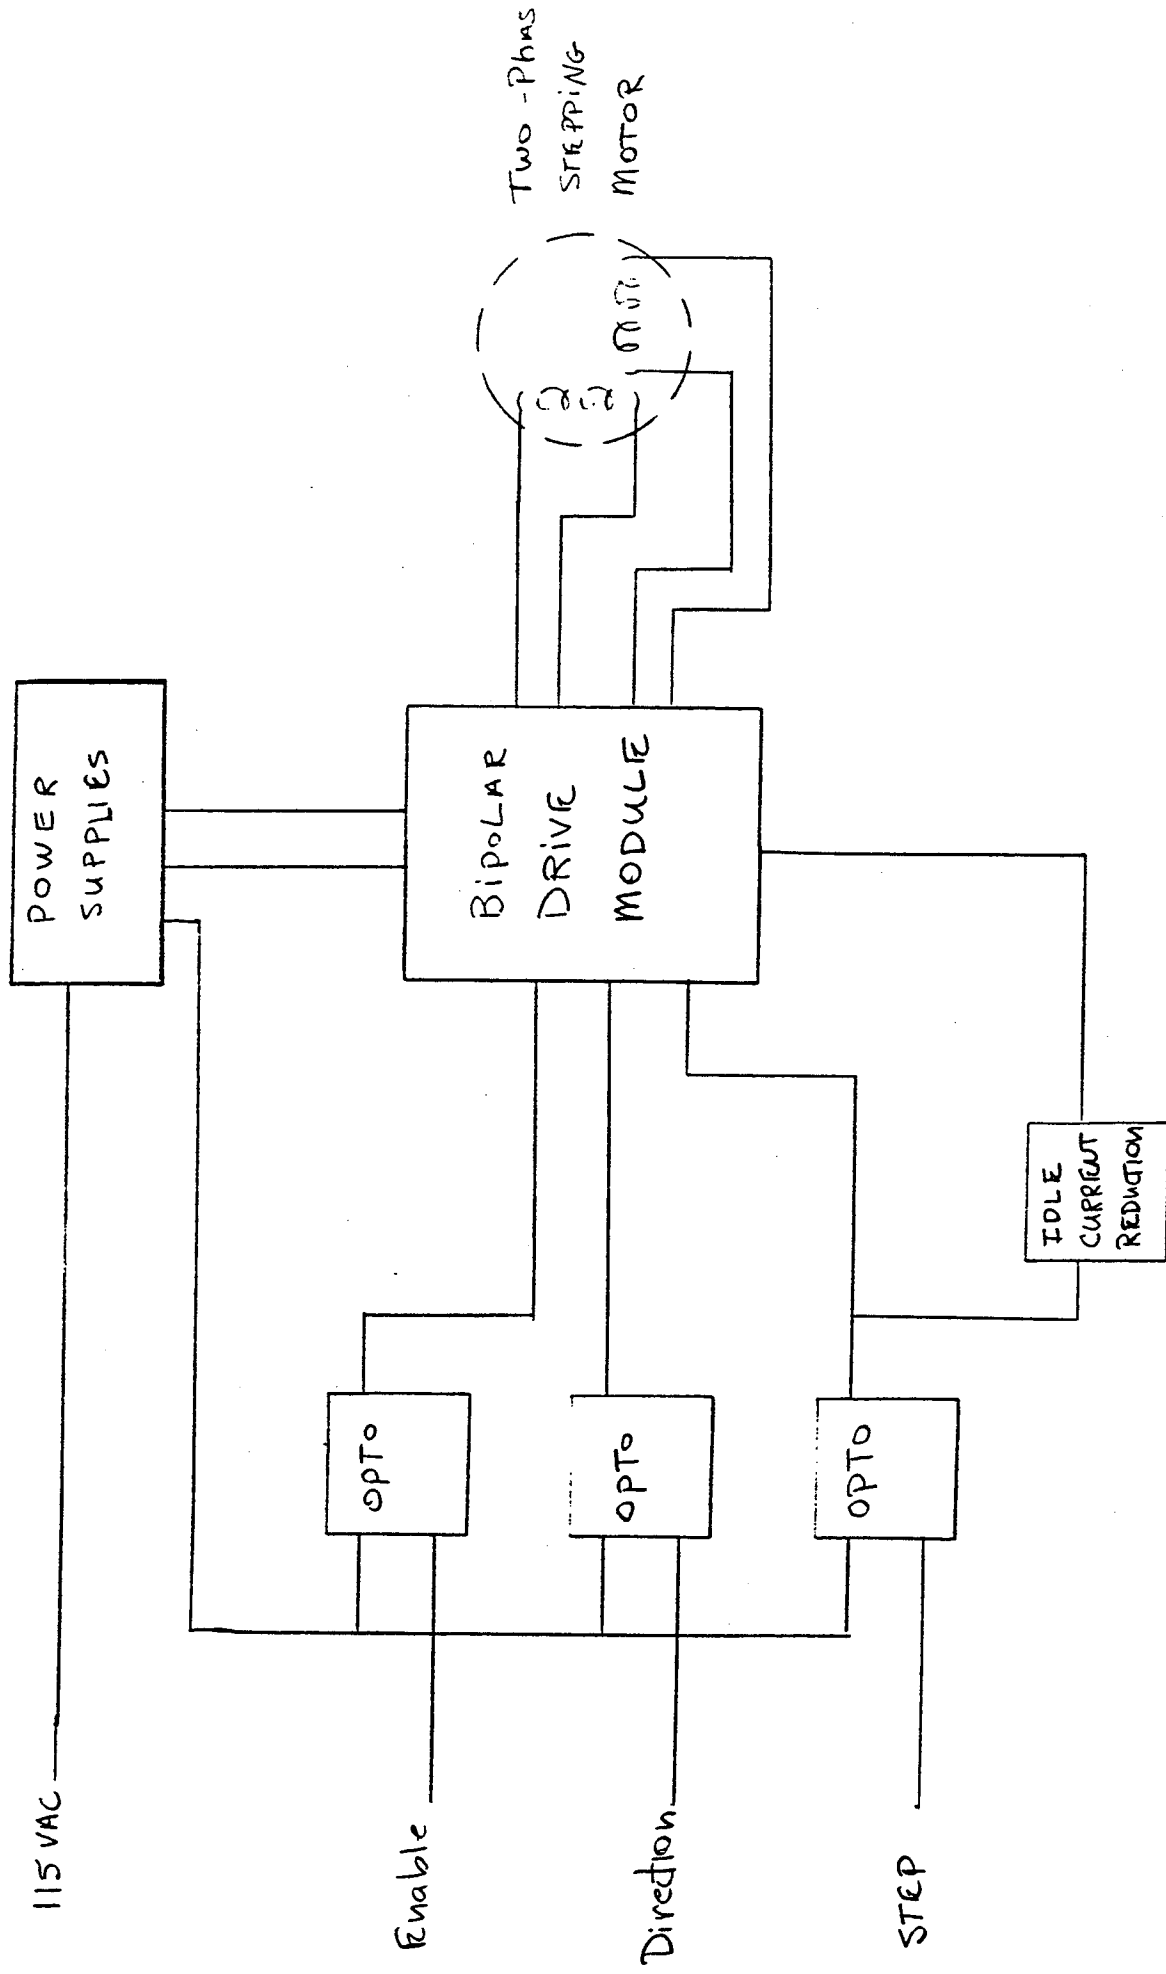 115 VAC
POWER
SUPPLIES
Enable
OPTO
Direction
OPTO
STEP
OPTO
BipOLAR
DRIVE
MODULE
IDLE
CURRENT
REDUCTION
TWO-Phas
STEPPING
MOTOR